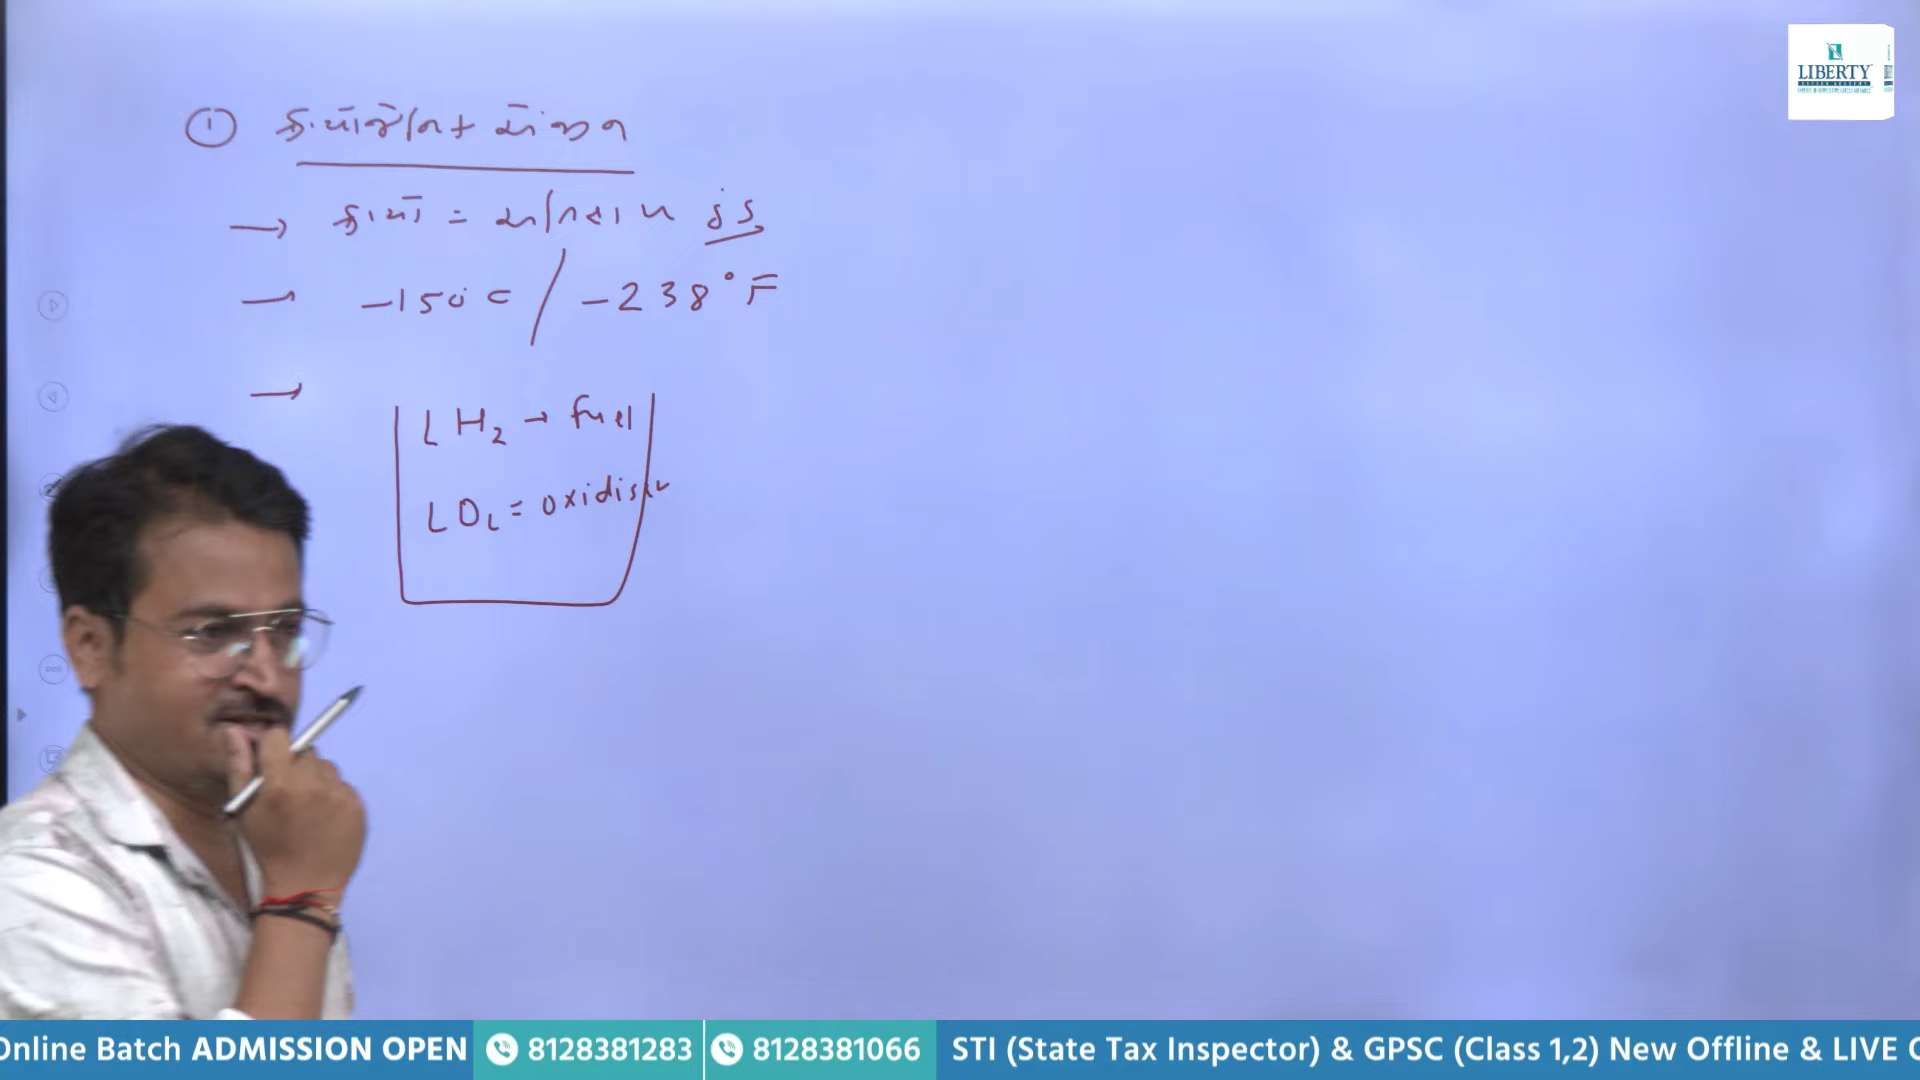 ① ક્રાયોજેનિક એંજીન
→ ક્રાયો = અતિશય ઠંડુ
→ -150 C / -238°F
→
LH2 → fuel
LO2 = oxidiser
LIBERTY
Online Batch ADMISSION OPEN 8128381283 8128381066 STI (State Tax Inspector) & GPSC (Class 1,2) New Offline & LIVE